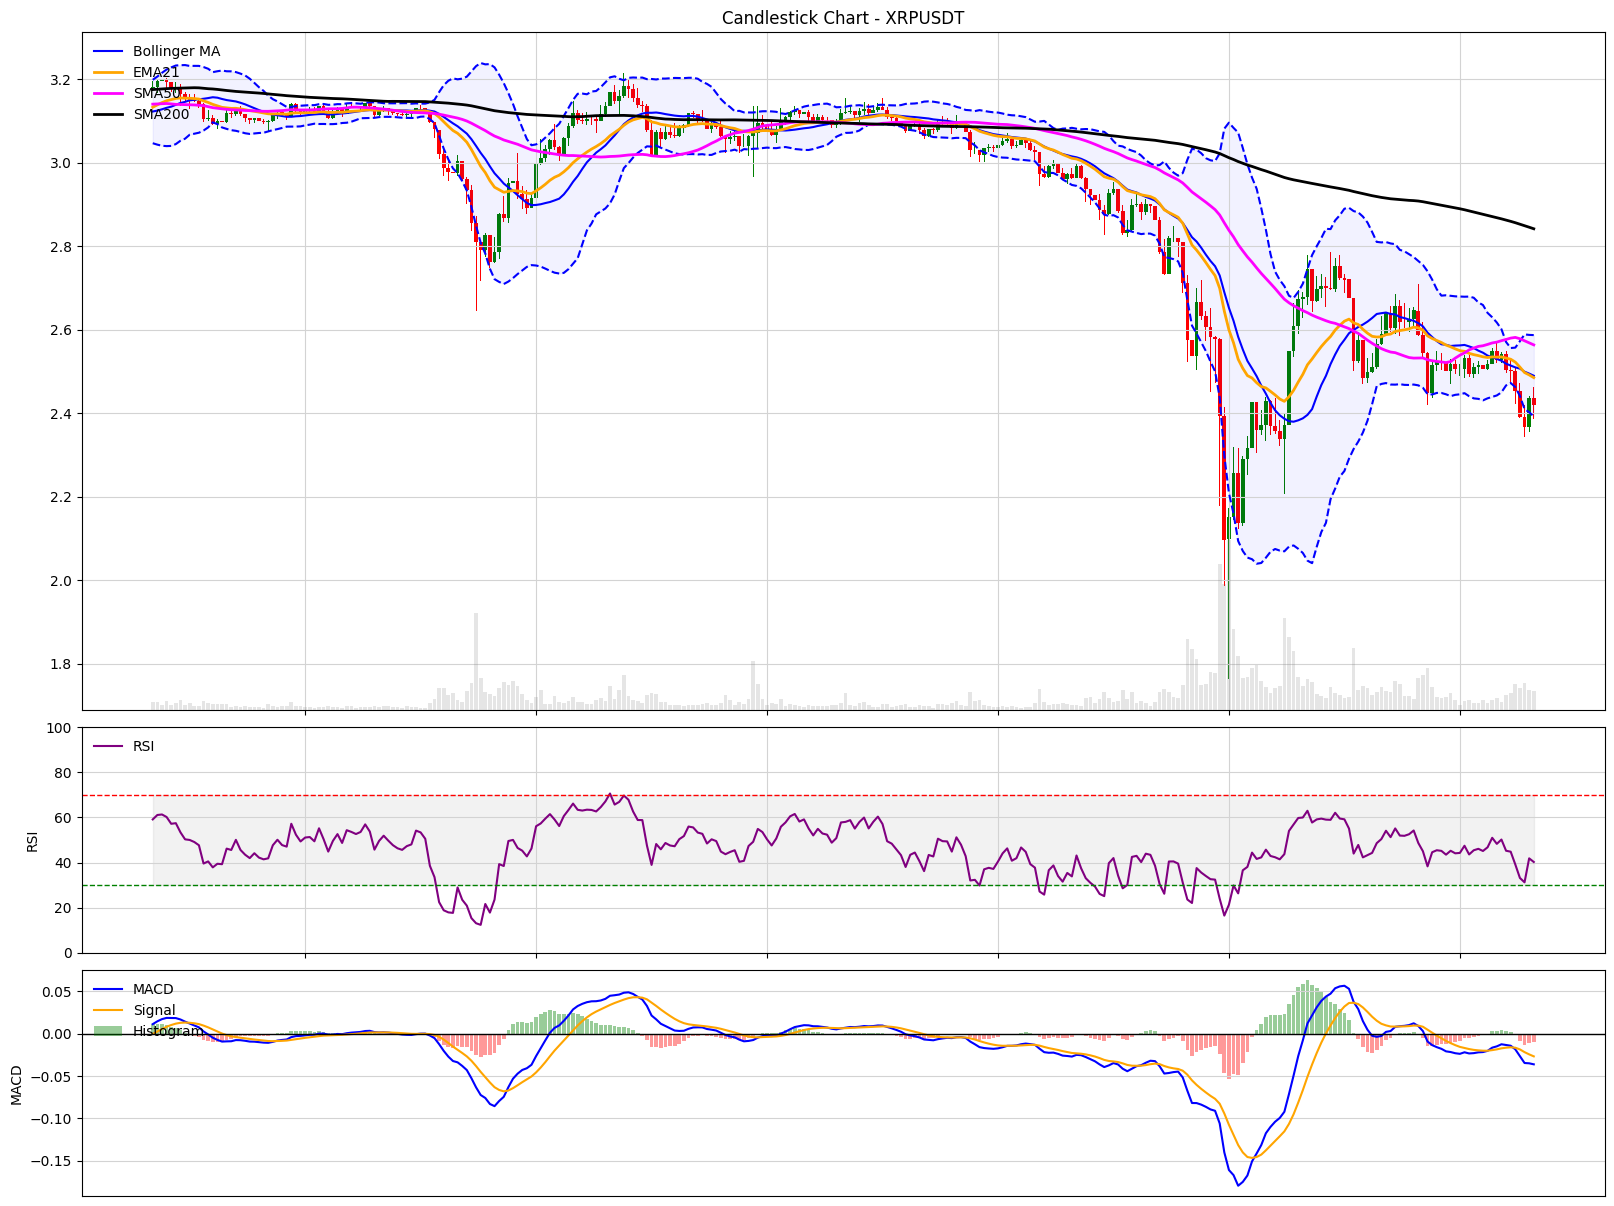 Candlestick Chart - XRPUSDT
Bollinger MA
EMA21
SMA50
SMA200
3.2
3.0
2.8
2.6
2.4
2.2
2.0
1.8
RSI
100
80
60
40
20
0
RSI
MACD
Signal
Histogram
0.05
0.00
−0.05
−0.10
−0.15
MACD